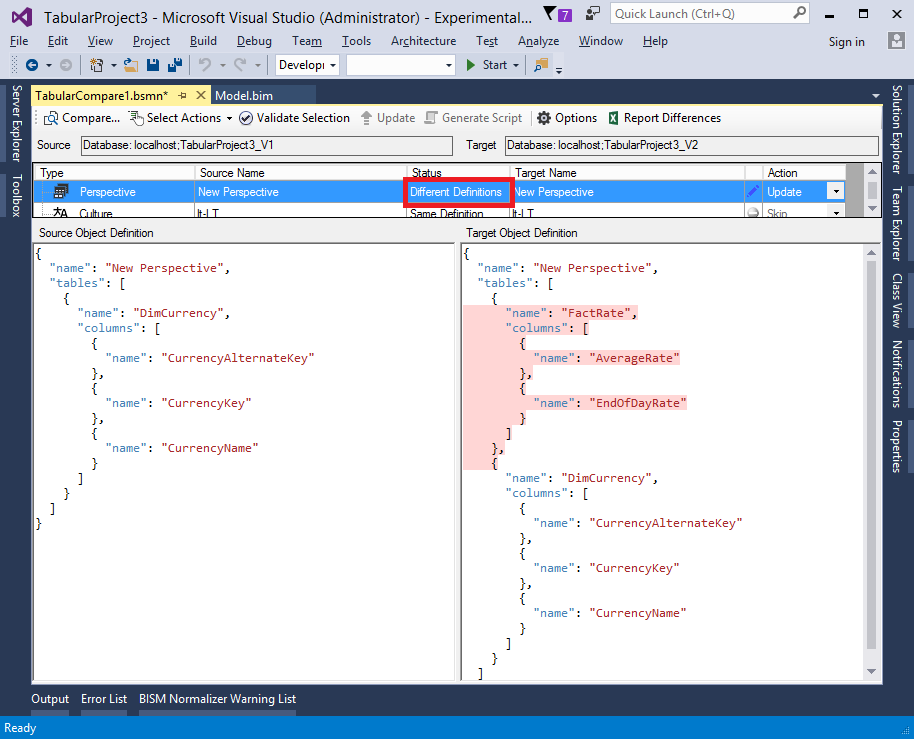 TabularProject3 - Microsoft Visual Studio (Administrator) - Experimental...
7
Quick Launch (Ctrl+Q)
File Edit View Project Build Debug Team Tools Architecture Test Analyze Window Help
Sign in
Developi
Start
TabularCompare1.bsmn*
Model.bim
Compare... Select Actions Validate Selection Update Generate Script Options Report Differences
Source Database: localhost;TabularProject3_V1 Target Database: localhost;TabularProject3_V2
Type Source Name Status Target Name Action
Perspective New Perspective Different Definitions New Perspective Update
Culture lt-LT Same Definition lt-LT Skip
Source Object Definition
{
"name": "New Perspective",
"tables": [
{
"name": "DimCurrency",
"columns": [
{
"name": "CurrencyAlternateKey"
},
{
"name": "CurrencyKey"
},
{
"name": "CurrencyName"
}
]
}
]
}
Target Object Definition
{
"name": "New Perspective",
"tables": [
{
"name": "FactRate",
"columns": [
{
"name": "AverageRate"
},
{
"name": "EndOfDayRate"
}
]
},
{
"name": "DimCurrency",
"columns": [
{
"name": "CurrencyAlternateKey"
},
{
"name": "CurrencyKey"
},
{
"name": "CurrencyName"
}
]
}
]
Server Explorer
Toolbox
Solution Explorer
Team Explorer
Class View
Notifications
Properties
Output Error List BISM Normalizer Warning List
Ready